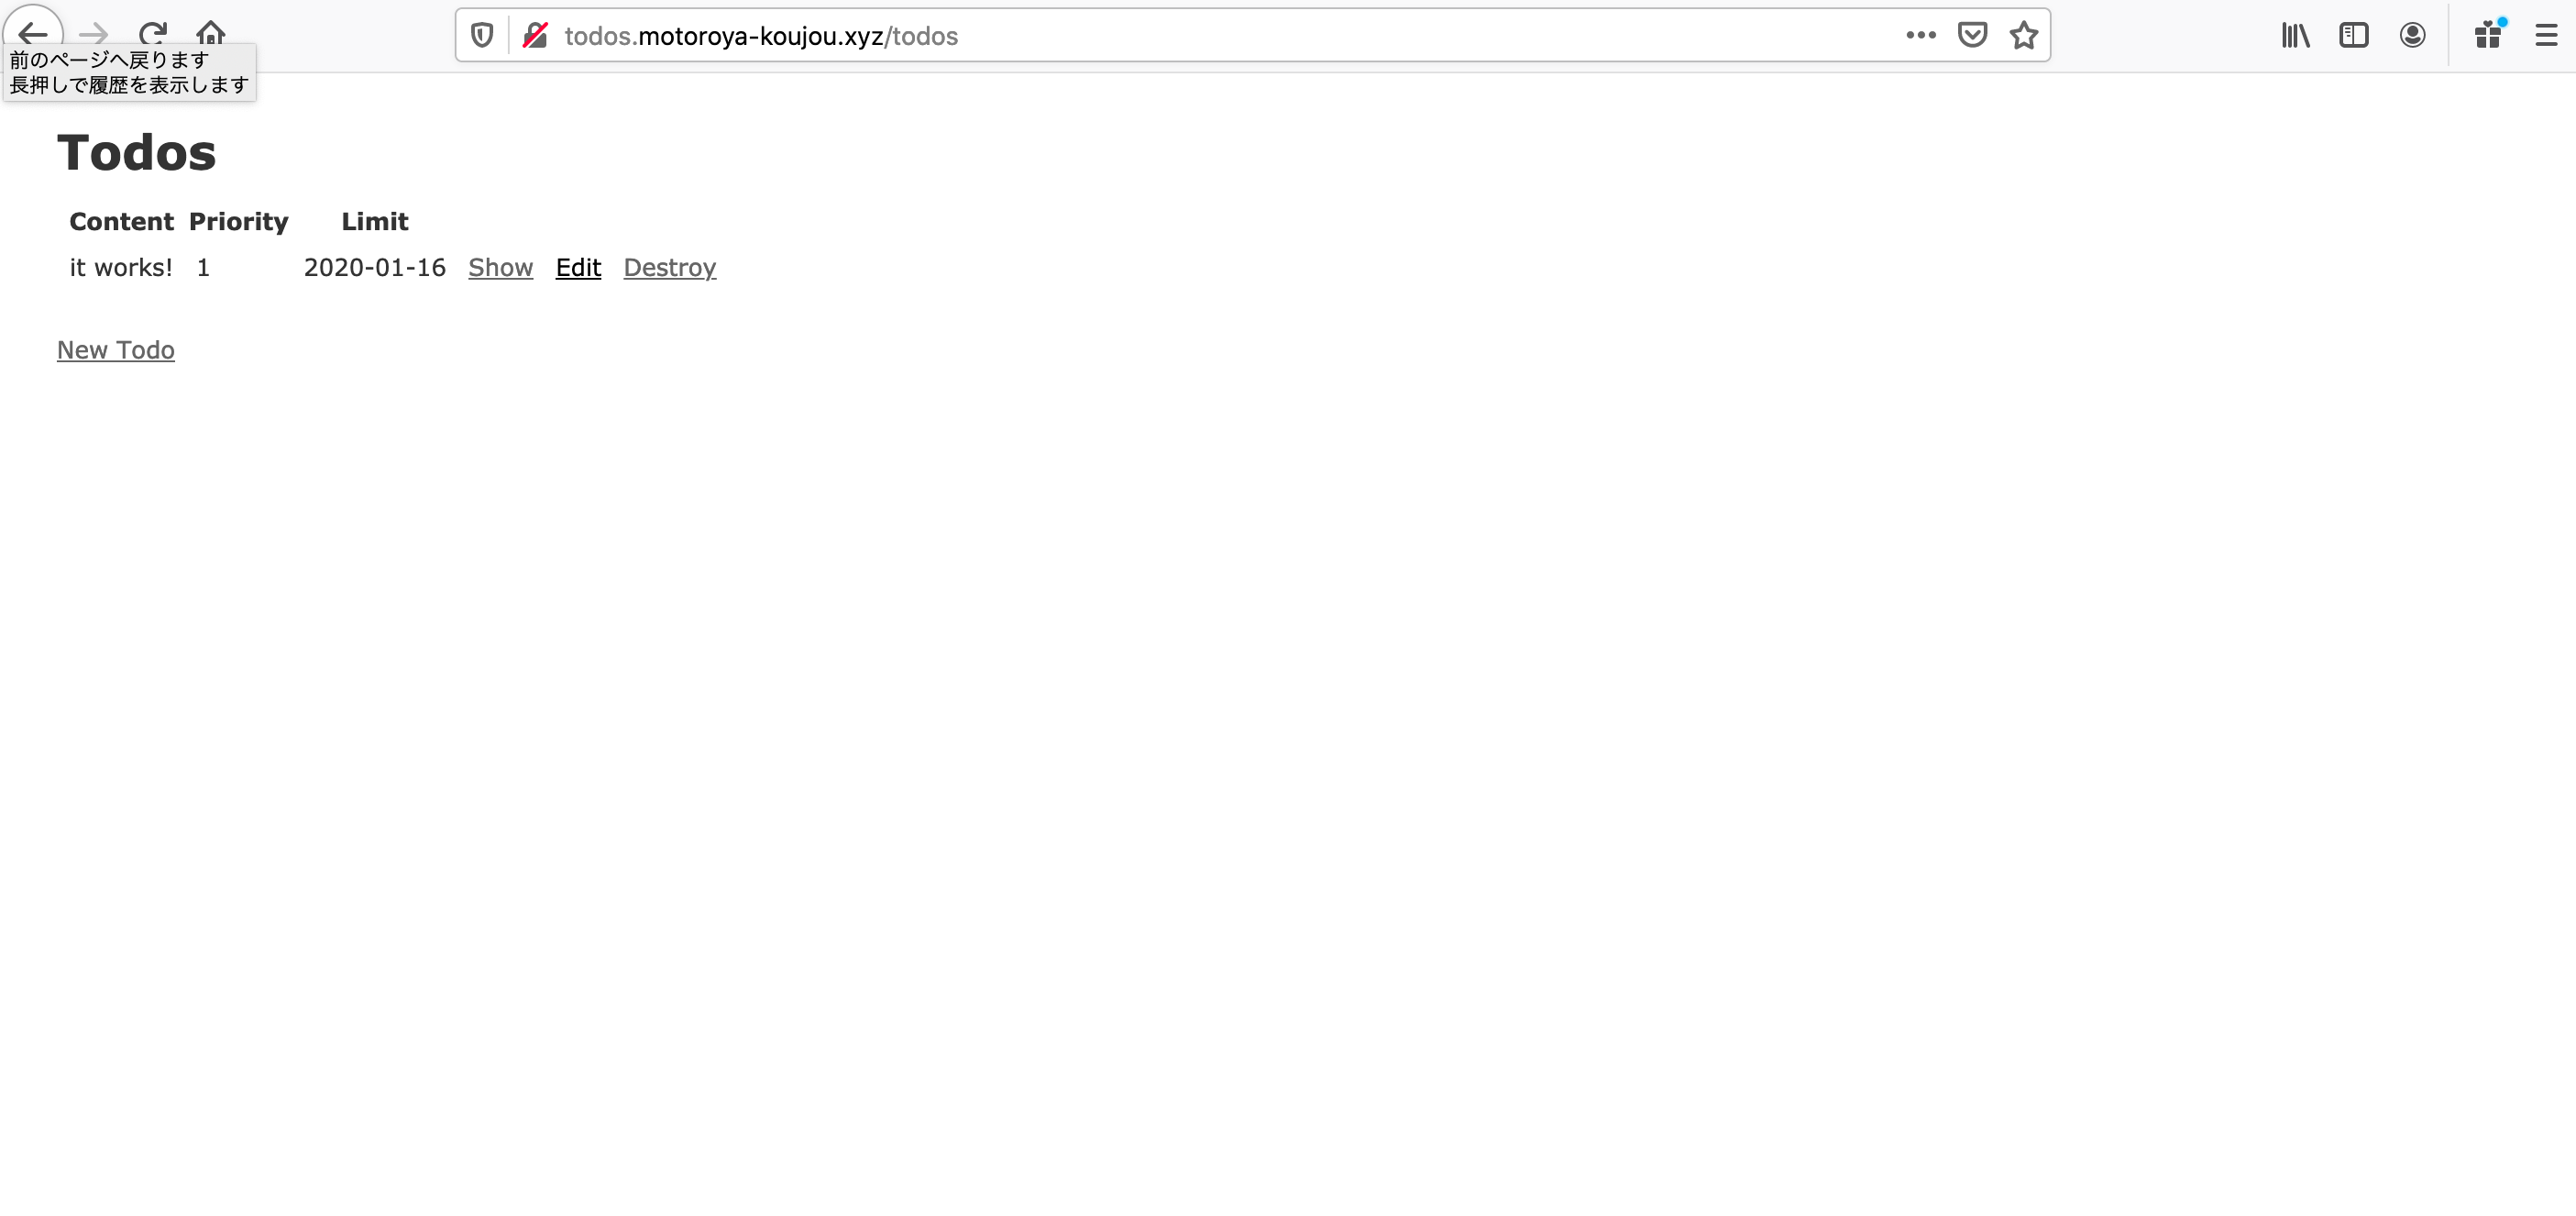 todos.motoroya-koujou.xyz/todos
前のページへ戻ります
長押しで履歴を表示します
Todos
Content Priority Limit
it works! 1 2020-01-16 Show Edit Destroy
New Todo